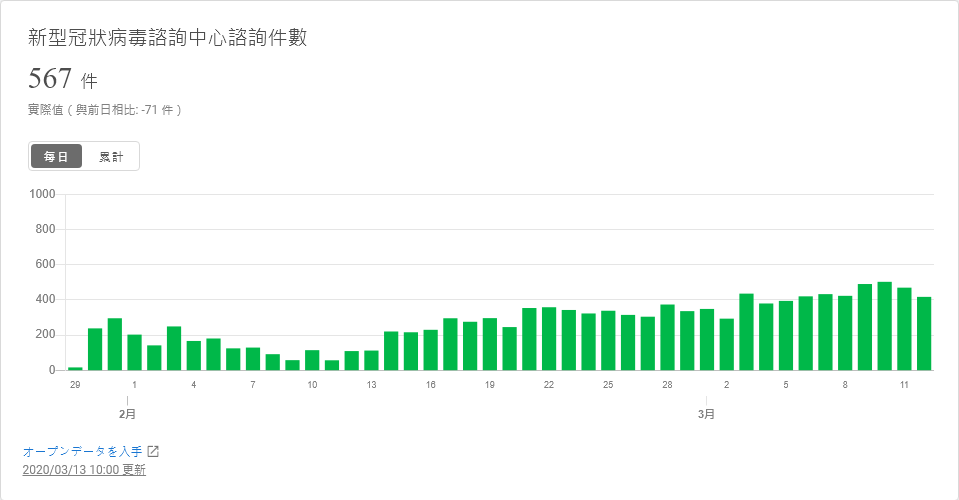 新型冠狀病毒諮詢中心諮詢件數
567 件
實際值 ( 與前日相比: -71 件 )
每日 累計
1000
800
600
400
200
0
29 1 4 7 10 13 16 19 22 25 28 2 5 8 11
2月 3月
オープンデータを入手
2020/03/13 10:00 更新